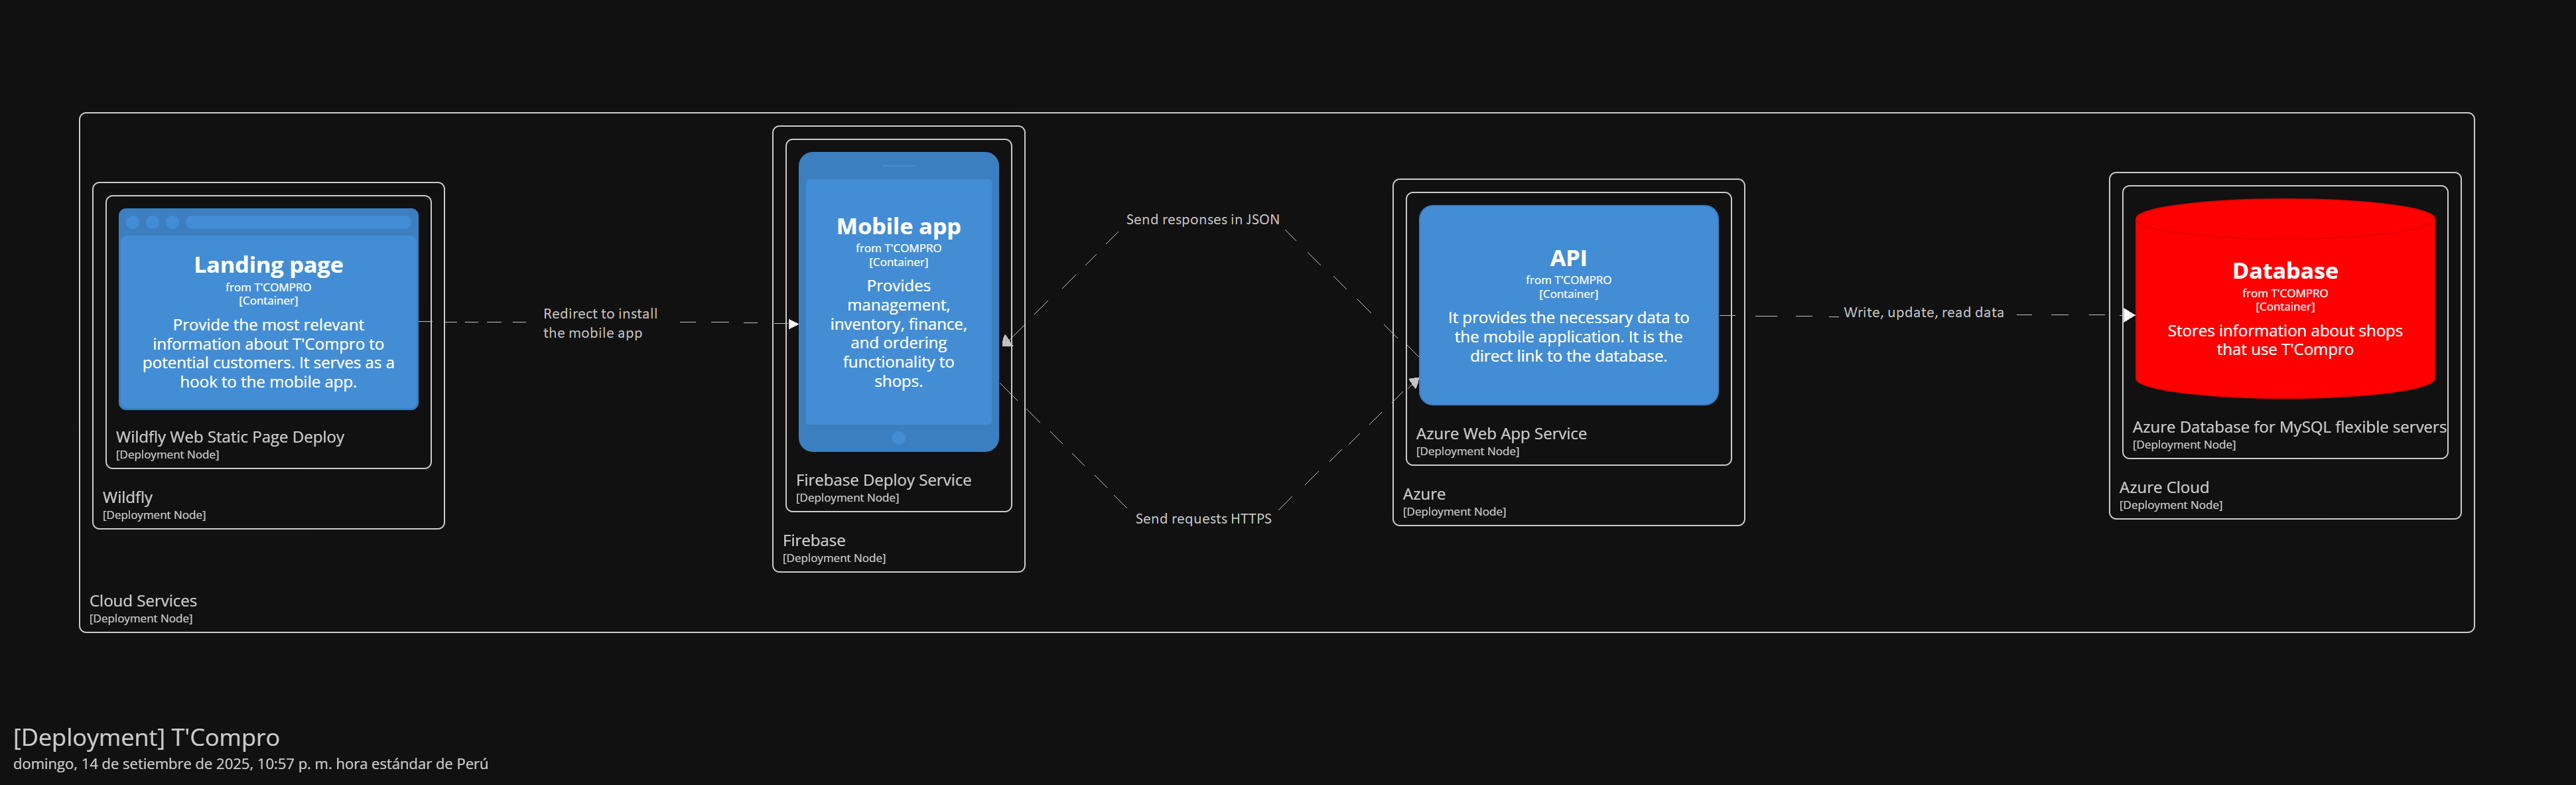 Landing page
from T'COMPRO
[Container]
Provide the most relevant
information about T'Compro to
potential customers. It serves as a
hook to the mobile app.
Wildfly Web Static Page Deploy
[Deployment Node]
Wildfly
[Deployment Node]
Redirect to install
the mobile app
Mobile app
from T'COMPRO
[Container]
Provides
management,
inventory, finance,
and ordering
functionality to
shops.
Firebase Deploy Service
[Deployment Node]
Firebase
[Deployment Node]
Send responses in JSON
Send requests HTTPS
API
from T'COMPRO
[Container]
It provides the necessary data to
the mobile application. It is the
direct link to the database.
Azure Web App Service
[Deployment Node]
Azure
[Deployment Node]
Write, update, read data
Database
from T'COMPRO
[Container]
Stores information about shops
that use T'Compro
Azure Database for MySQL flexible servers
[Deployment Node]
Azure Cloud
[Deployment Node]
Cloud Services
[Deployment Node]
[Deployment] T'Compro
domingo, 14 de setiembre de 2025, 10:57 p. m. hora estándar de Perú